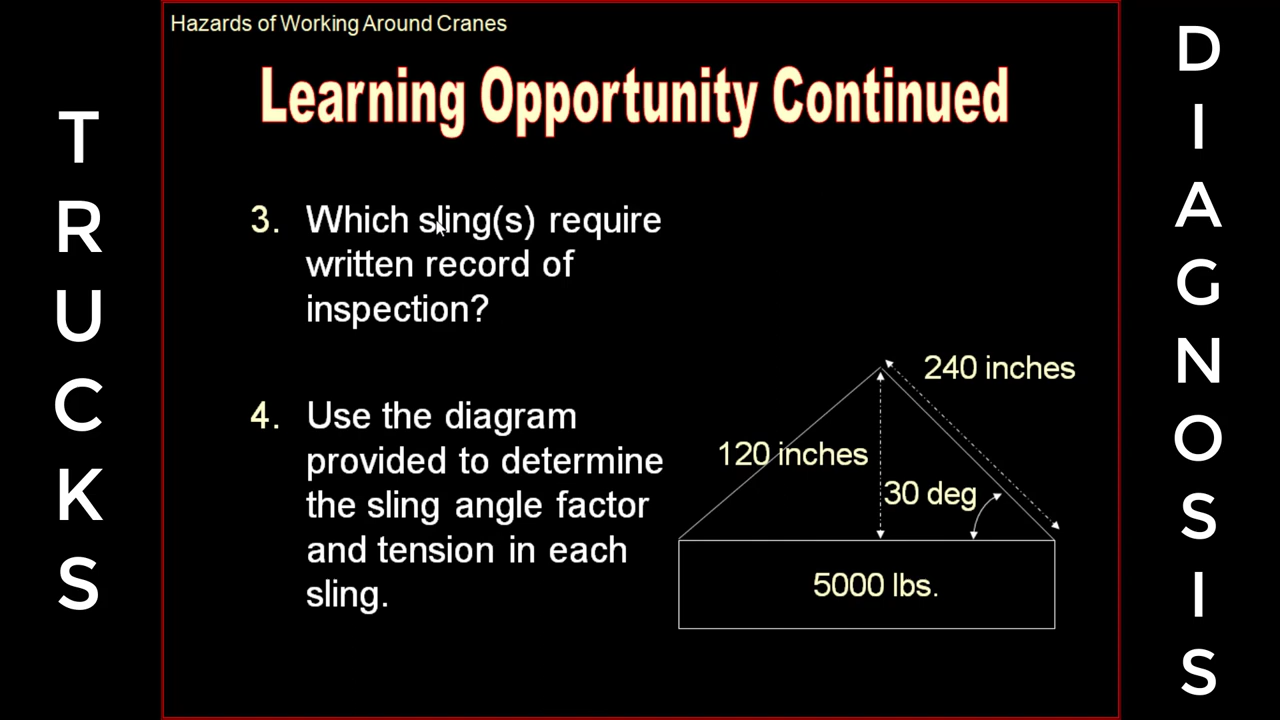 Hazards of Working Around Cranes
Learning Opportunity Continued
TRUCKS
3. Which sling(s) require
written record of
inspection?
4. Use the diagram
provided to determine
the sling angle factor
and tension in each
sling.
240 inches
120 inches
30 deg
5000 lbs.
DIAGNOSIS